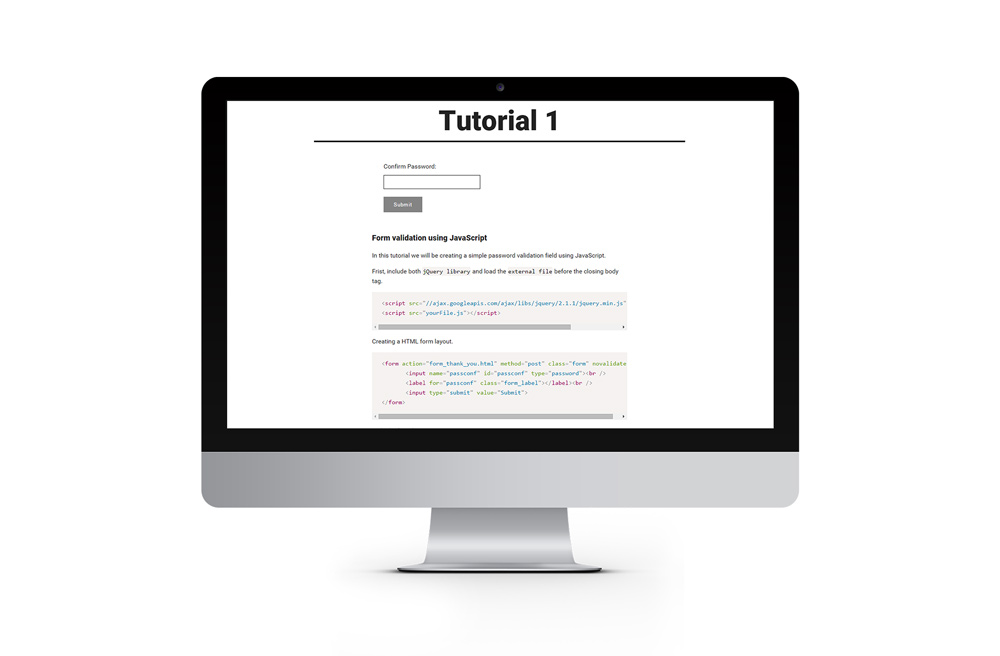 Tutorial 1
Confirm Password:
Submit
Form validation using JavaScript
In this tutorial we will be creating a simple password validation field using JavaScript.
Frist, include both jQuery library and load the external file before the closing body
tag.
<script src="//ajax.googleapis.com/ajax/libs/jquery/2.1.1/jquery.min.js"
<script src="yourFile.js"></script>
Creating a HTML form layout.
<form action="form_thank_you.html" method="post" class="form" novalidate
<input name="passconf" id="passconf" type="password"><br />
<label for="passconf" class="form_label"></label><br />
<input type="submit" value="Submit">
</form>